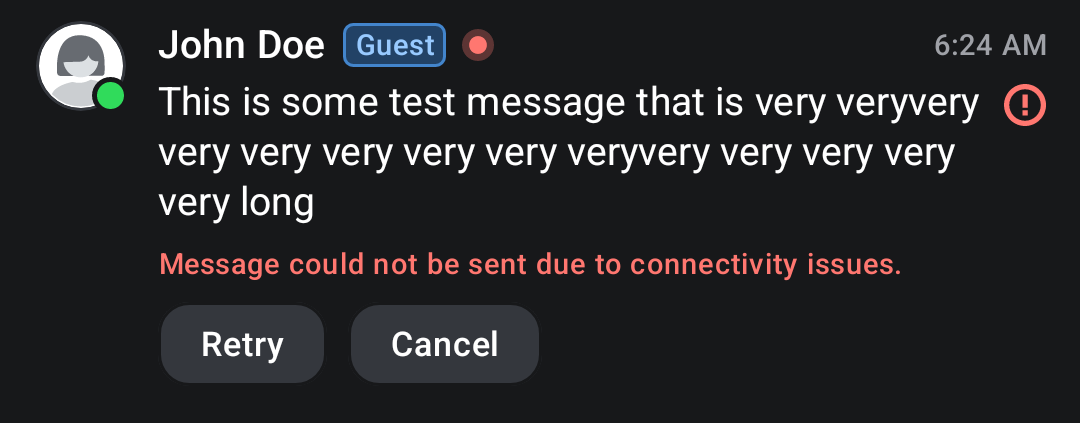 John Doe Guest 6:24 AM
This is some test message that is very veryvery
very very very very very veryvery very very very
very long
Message could not be sent due to connectivity issues.
Retry Cancel